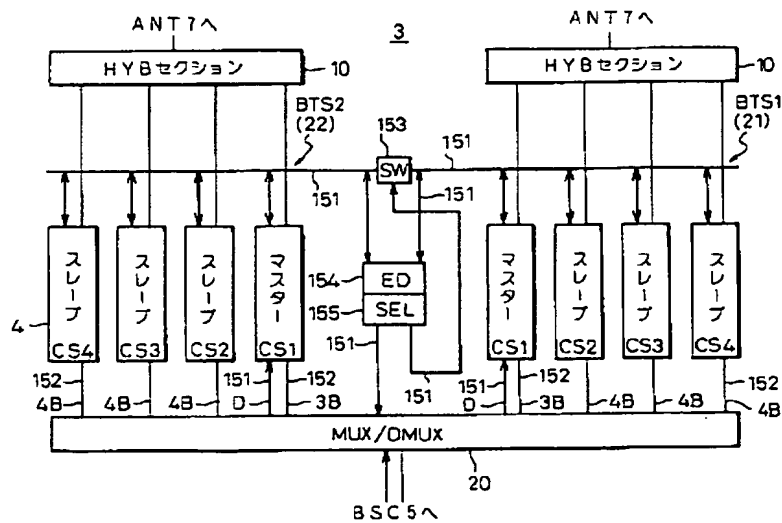 ANT7へ
3
ANT7へ
HYBセクション
10
HYBセクション
10
BTS2
(22)
153
151
BTS1
(21)
151
SW
151
スレーブ
CS4
スレーブ
CS3
スレーブ
CS2
マスター
CS1
154
ED
155
SEL
マスター
CS1
スレーブ
CS2
スレーブ
CS3
スレーブ
CS4
4
151
151
152
151
152
151
152
152
4B
4B
4B
D
3B
D
3B
4B
4B
4B
MUX/DMUX
20
BSC5へ